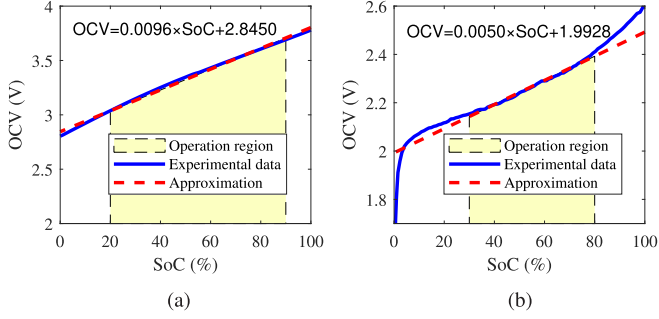 OCV=0.0096×SoC+2.8450
4
3.5
3
2.5
2
OCV (V)
Operation region
Experimental data
Approximation
0 20 40 60 80 100
SoC (%)
(a)
OCV=0.0050×SoC+1.9928
2.6
2.4
2.2
2
1.8
OCV (V)
Operation region
Experimental data
Approximation
0 20 40 60 80 100
SoC (%)
(b)